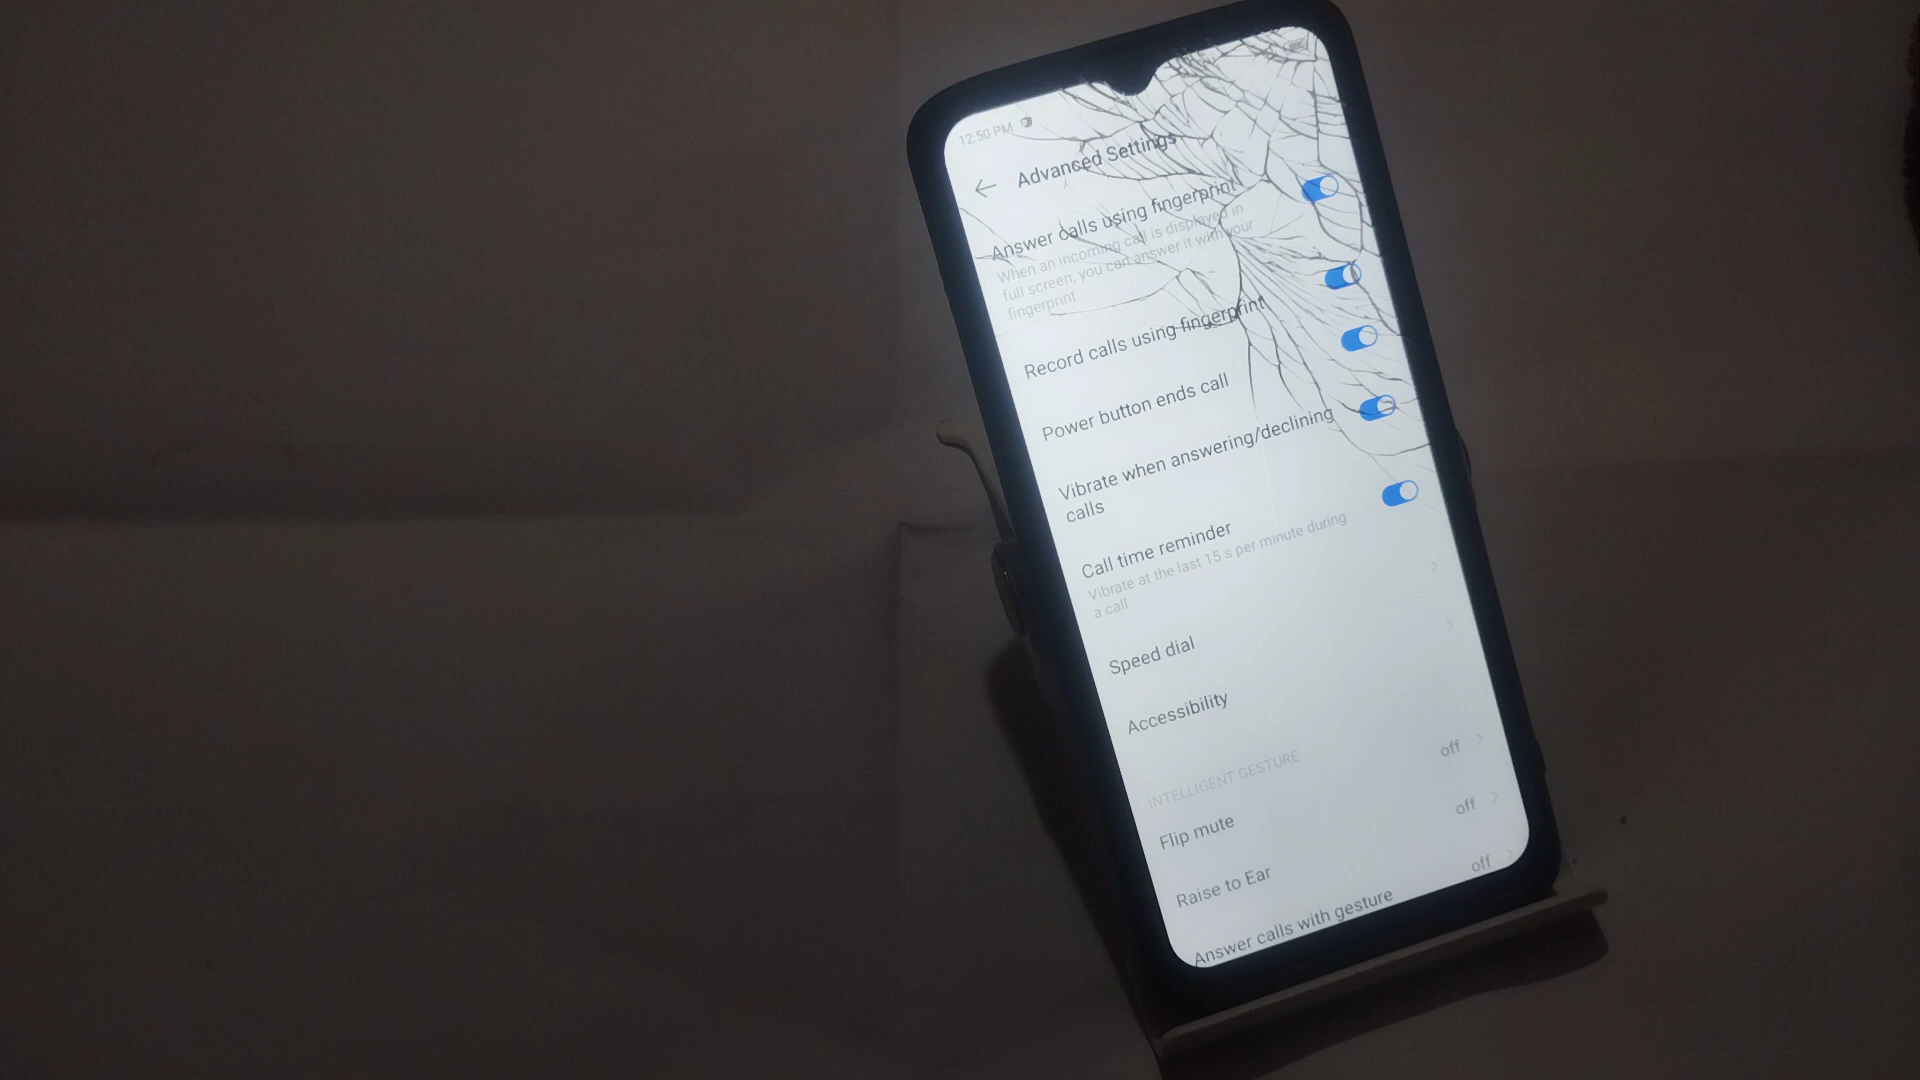 12:50 PM
Advanced Settings
Answer calls using fingerprint
When an incoming call is displayed in
full screen, you can answer it with your
fingerprint
Record calls using fingerprint
Power button ends call
Vibrate when answering/declining
calls
Call time reminder
Vibrate at the last 15 s per minute during
a call
Speed dial
Accessibility
INTELLIGENT GESTURE
Flip mute off
Raise to Ear off
Answer calls with gesture off